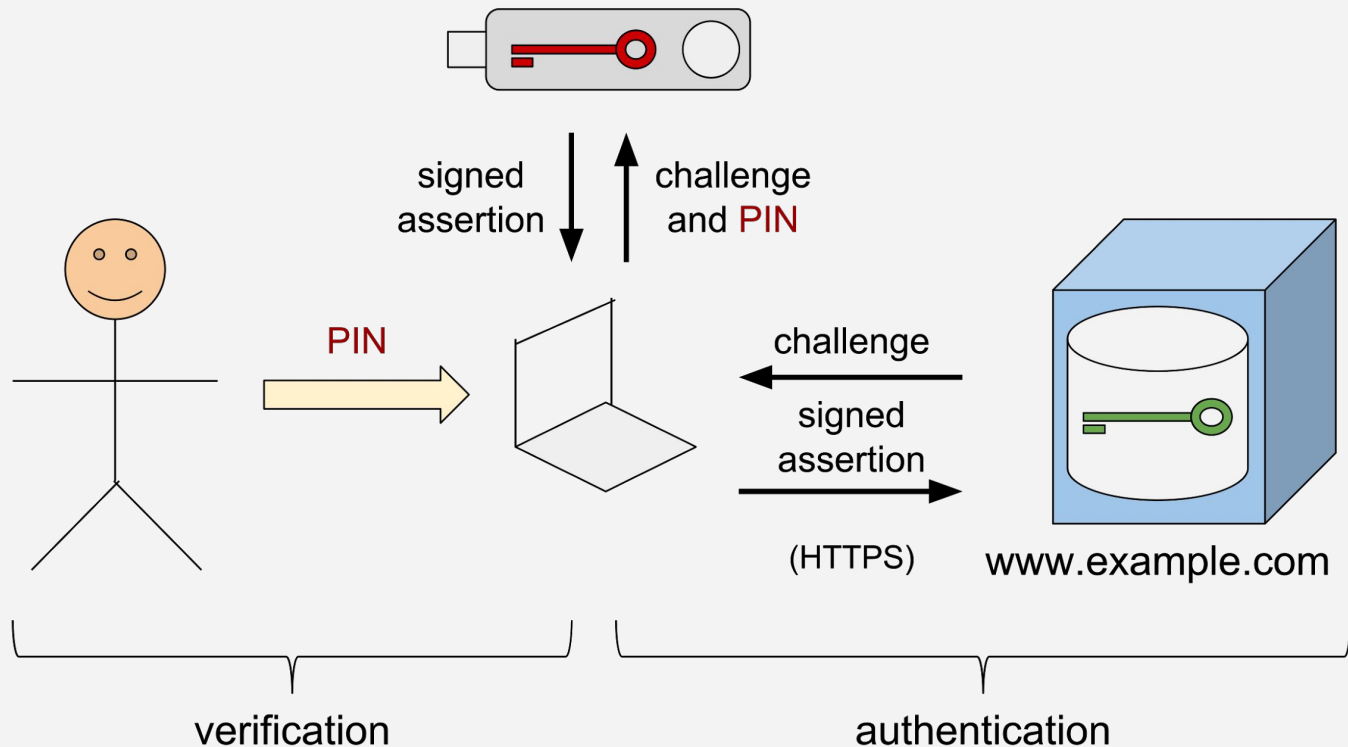 signed
assertion
challenge
and PIN
PIN
challenge
signed
assertion
(HTTPS)
www.example.com
verification
authentication